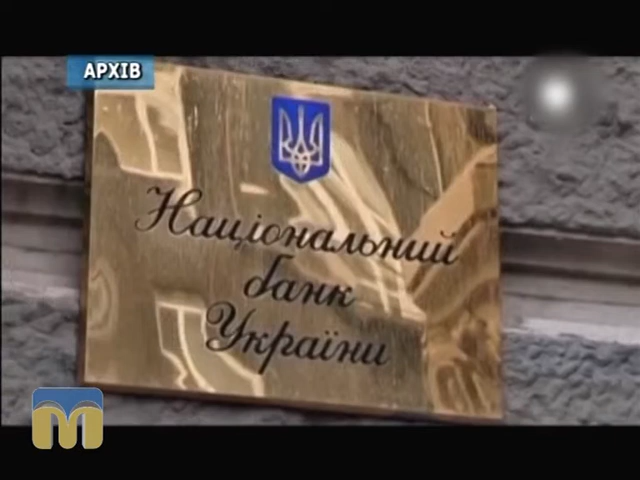 АРХІВ
Національний
банк
України
М